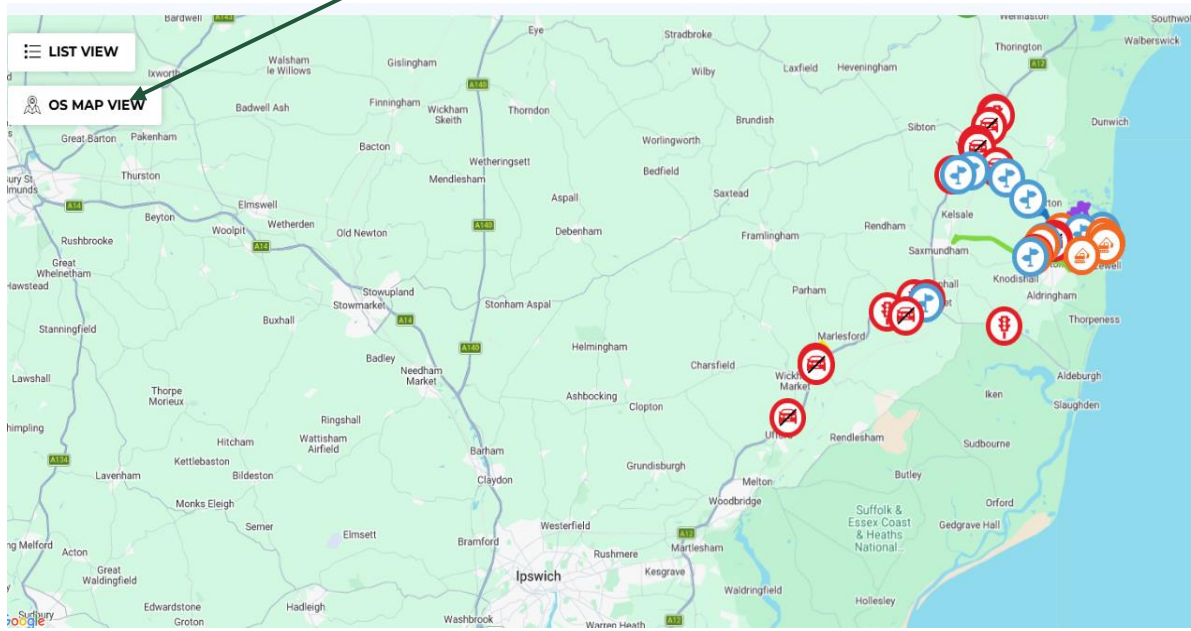 Bardwell
Eye
Stradbroke
Wenhaston
Southwo
Walberswick
LIST VIEW
Thorington
A12
Walsham
le Willows
Gislingham
Ixworth
Wilby
Laxfield
Heveningham
A140
OS MAP VIEW
Badwell Ash
Finningham
Wickham
Skeith
Thorndon
Brundish
Sibton
Dunwich
Great Barton
Pakenham
Bacton
Worlingworth
Wetheringsett
Bedfield
Thurston
Mendlesham
Aspall
Saxtead
A14
Elmswell
Beyton
Woolpit
Wetherden
Old Newton
A140
Debenham
Framlingham
Rendham
Kelsale
Rushbrooke
A14
Saxmundham
Great
Whelnetham
Hawstead
Knodishall
Stowupland
Stowmarket
Stonham Aspal
Parham
Aldringham
Buxhall
A14
Thorpeness
Stanningfield
Marlesford
A140
Helmingham
Badley
Charsfield
Needham
Market
Wickham
Market
Lawshall
Aldeburgh
Thorpe
Morieux
Ashbocking
Iken
Clopton
Slaughden
Ringshall
himpling
Hitcham
Wattisham
Airfield
Ufford
Rendlesham
Sudbourne
A134
Kettlebaston
Barham
Lavenham
Bildeston
Grundisburgh
Claydon
Melton
Butley
Monks Eleigh
Woodbridge
Orford
Suffolk &
Essex Coast
& Heaths
National...
Gedgrave Hall
Semer
Westerfield
Elmsett
A12
Bramford
Martlesham
ng Melford
Acton
Rushmere
Great
Waldingfield
Ipswich
Kesgrave
Waldringfield
Hollesley
Edwardstone
Hadleigh
Sudbury
Google
Groton
Washbrook
Warren Heath
A12